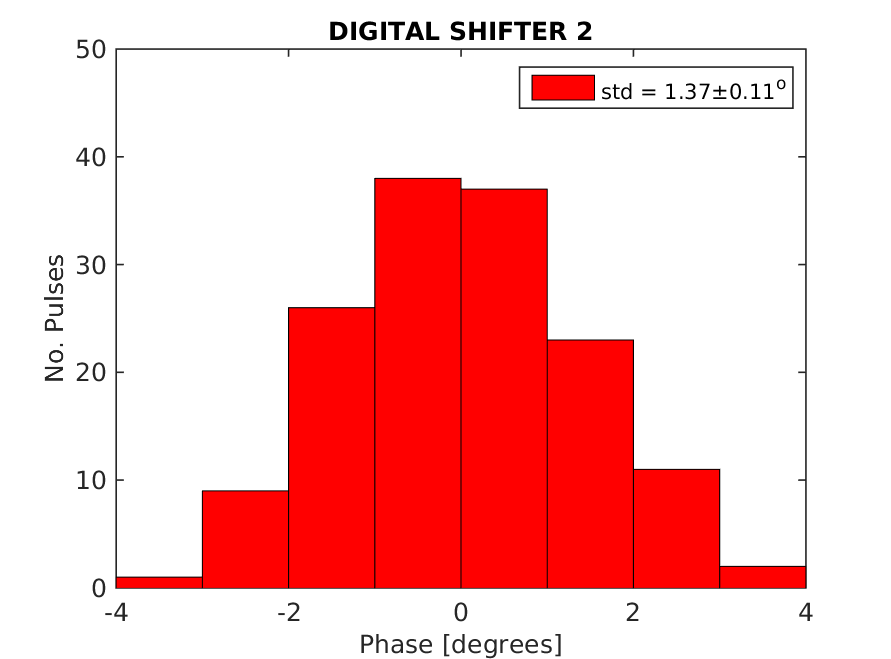 DIGITAL SHIFTER 2
50
std = 1.37±0.11°
40
30
No. Pulses
20
10
0
-4 -2 0 2 4
Phase [degrees]